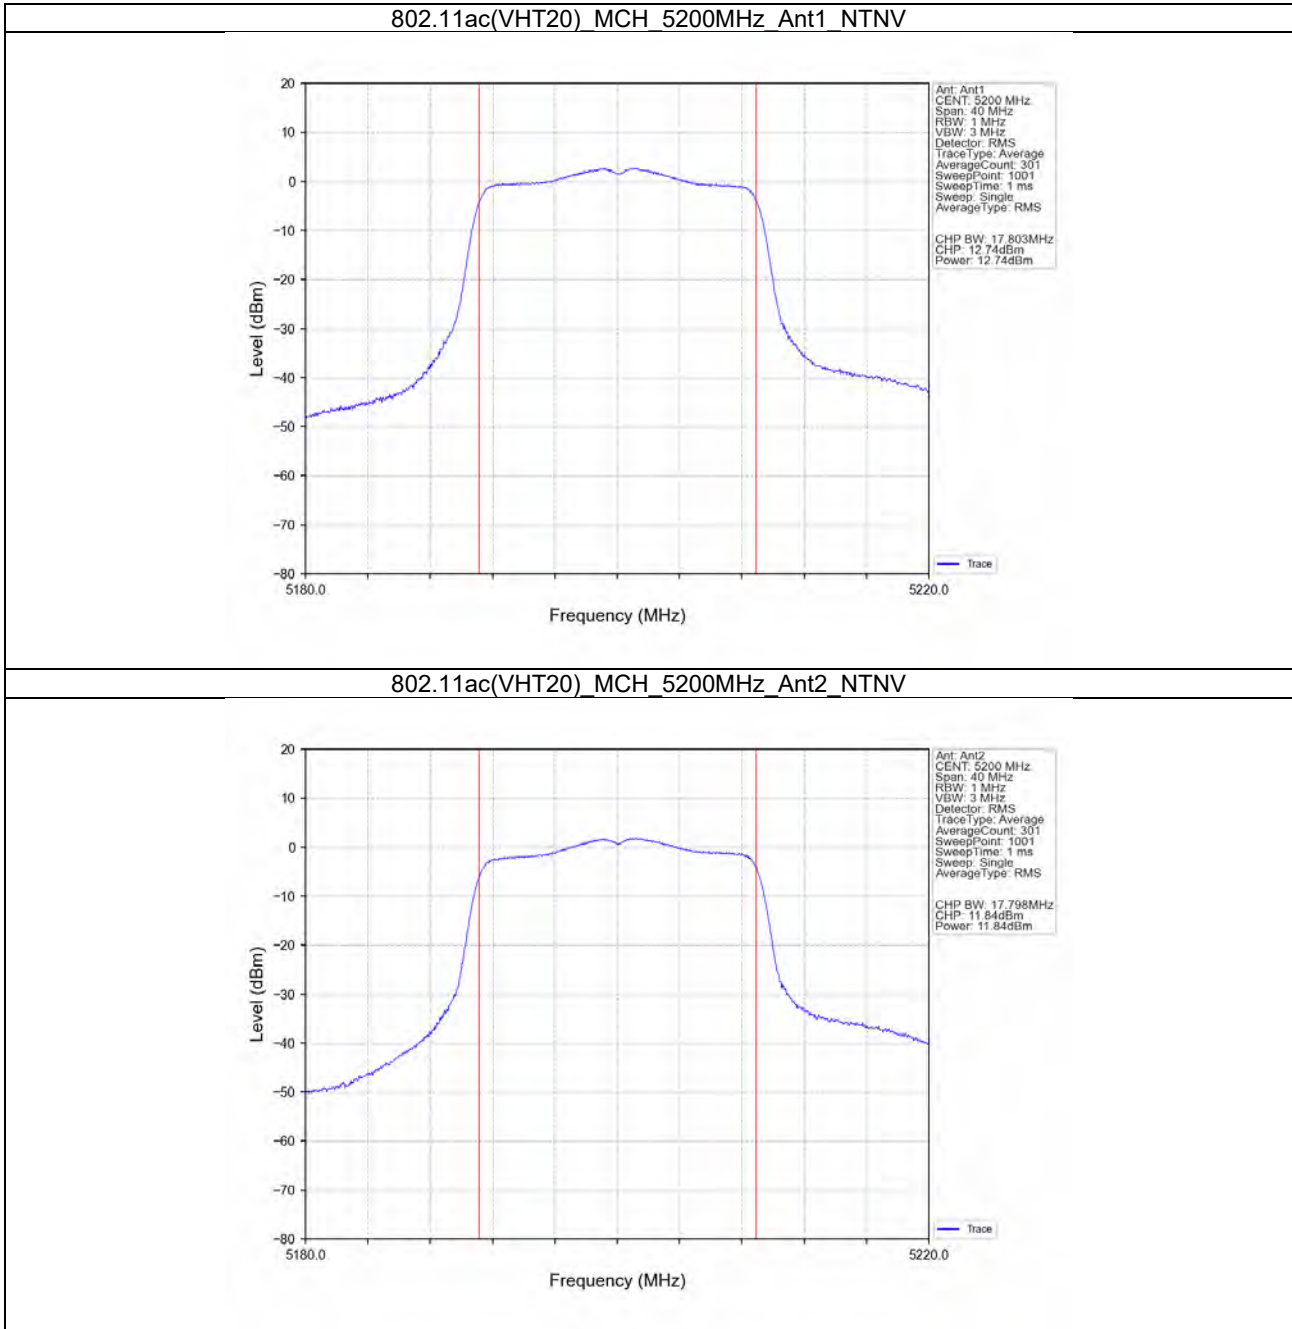 802.11ac(VHT20)_MCH_5200MHz_Ant1_NTNV
20
10
0
−10
−20
−30
−40
−50
−60
−70
−80
Level (dBm)
5180.0
5220.0
Frequency (MHz)
Ant: Ant1
CENT: 5200 MHz
Span: 40 MHz
RBW: 1 MHz
VBW: 3 MHz
Detector: RMS
TraceType: Average
AverageCount: 301
SweepPoint: 1001
SweepTime: 1 ms
Sweep: Single
AverageType: RMS
CHP BW: 17.803MHz
CHP: 12.74dBm
Power: 12.74dBm
Trace
802.11ac(VHT20)_MCH_5200MHz_Ant2_NTNV
20
10
0
−10
−20
−30
−40
−50
−60
−70
−80
Level (dBm)
5180.0
5220.0
Frequency (MHz)
Ant: Ant2
CENT: 5200 MHz
Span: 40 MHz
RBW: 1 MHz
VBW: 3 MHz
Detector: RMS
TraceType: Average
AverageCount: 301
SweepPoint: 1001
SweepTime: 1 ms
Sweep: Single
AverageType: RMS
CHP BW: 17.798MHz
CHP: 11.84dBm
Power: 11.84dBm
Trace